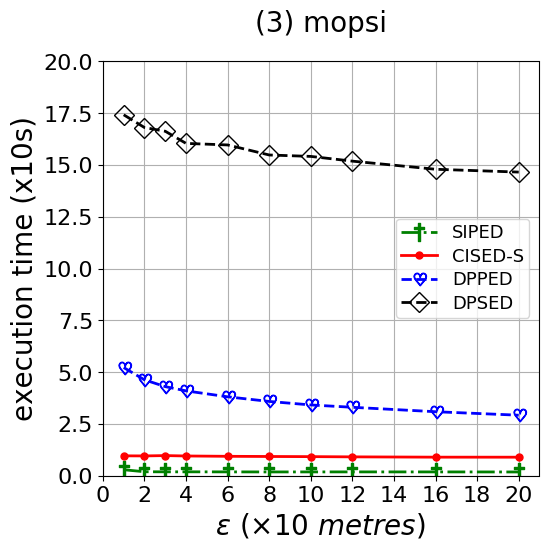 (3) mopsi
execution time (x10s)
20.0
17.5
15.0
12.5
10.0
7.5
5.0
2.5
0.0
SIPED
CISED-S
DPPED
DPSED
0 2 4 6 8 10 12 14 16 18 20
ε (×10 metres)